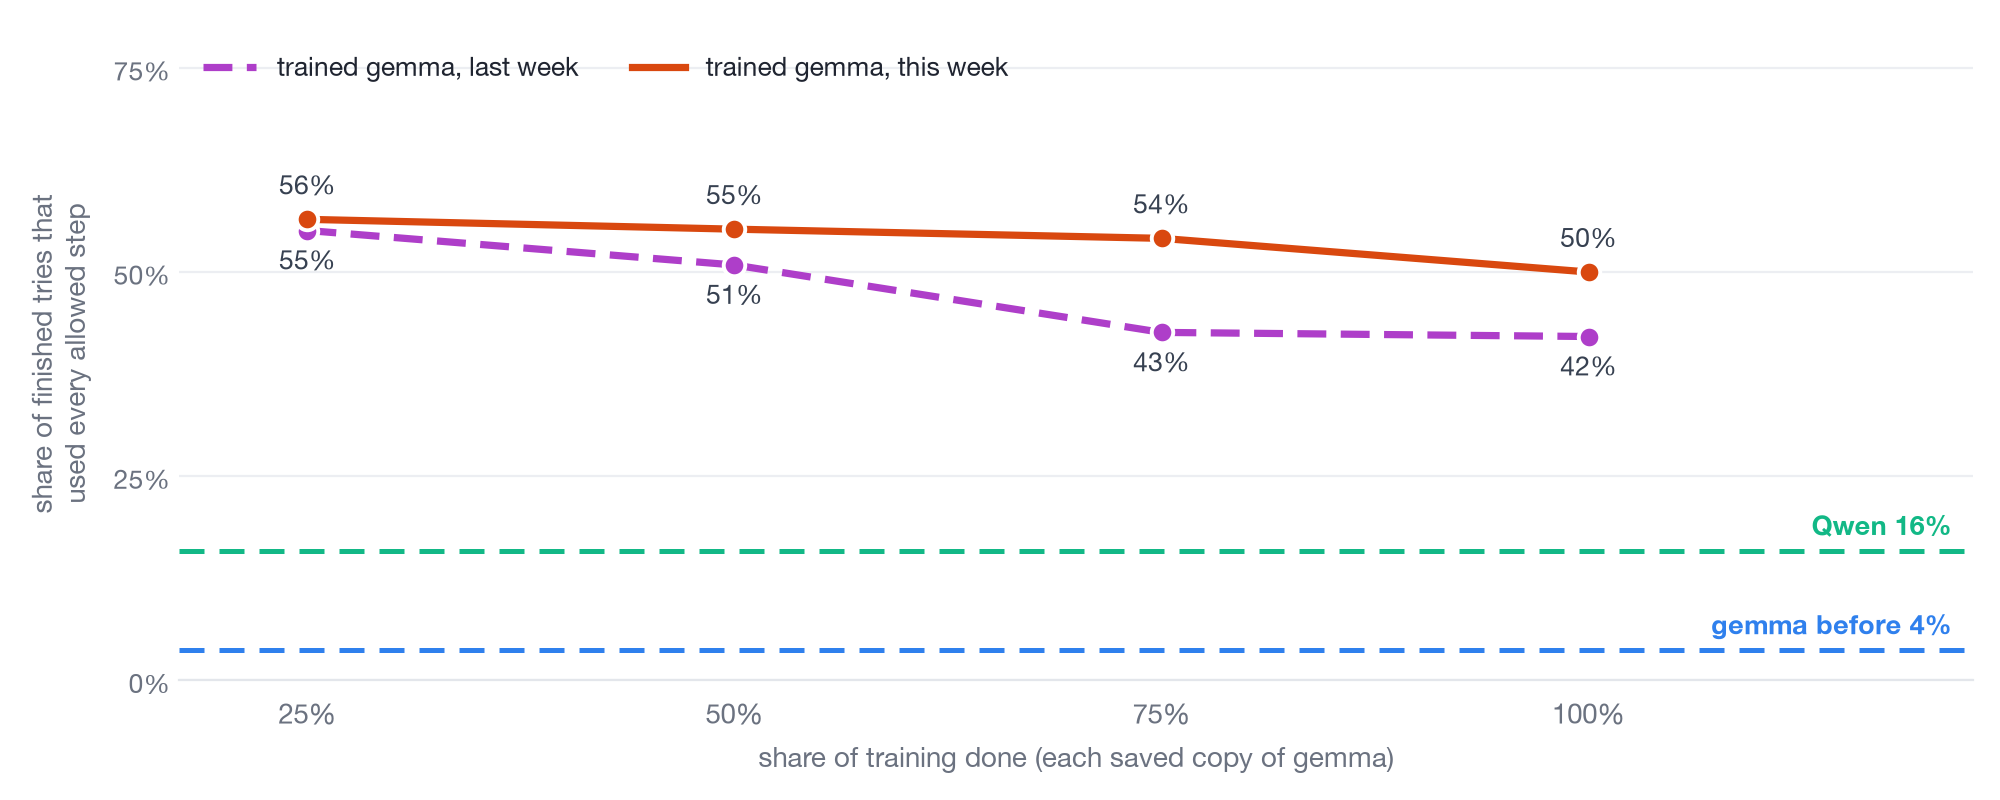 75%
trained gemma, last week
trained gemma, this week
56%
55%
54%
50%
55%
51%
43%
42%
50%
25%
0%
share of finished tries that
used every allowed step
Qwen 16%
gemma before 4%
25%
50%
75%
100%
share of training done (each saved copy of gemma)